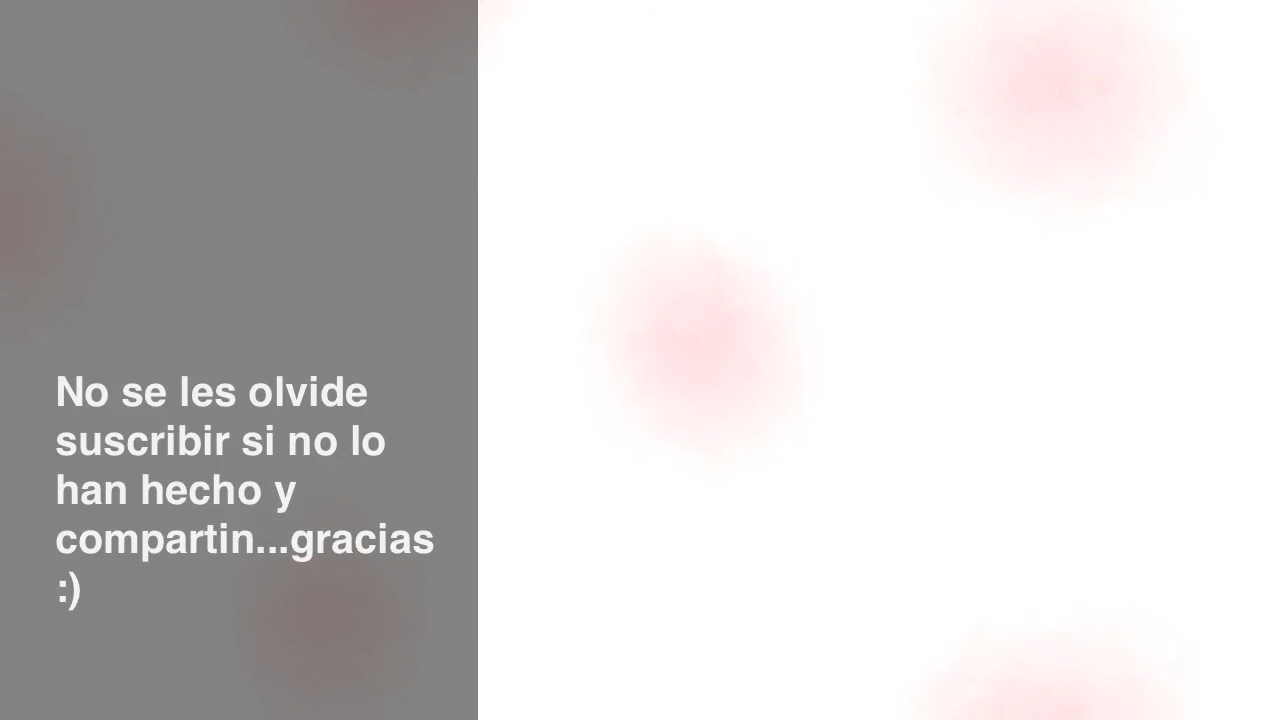 No se les olvide
suscribir si no lo
han hecho y
compartin...gracias
:)